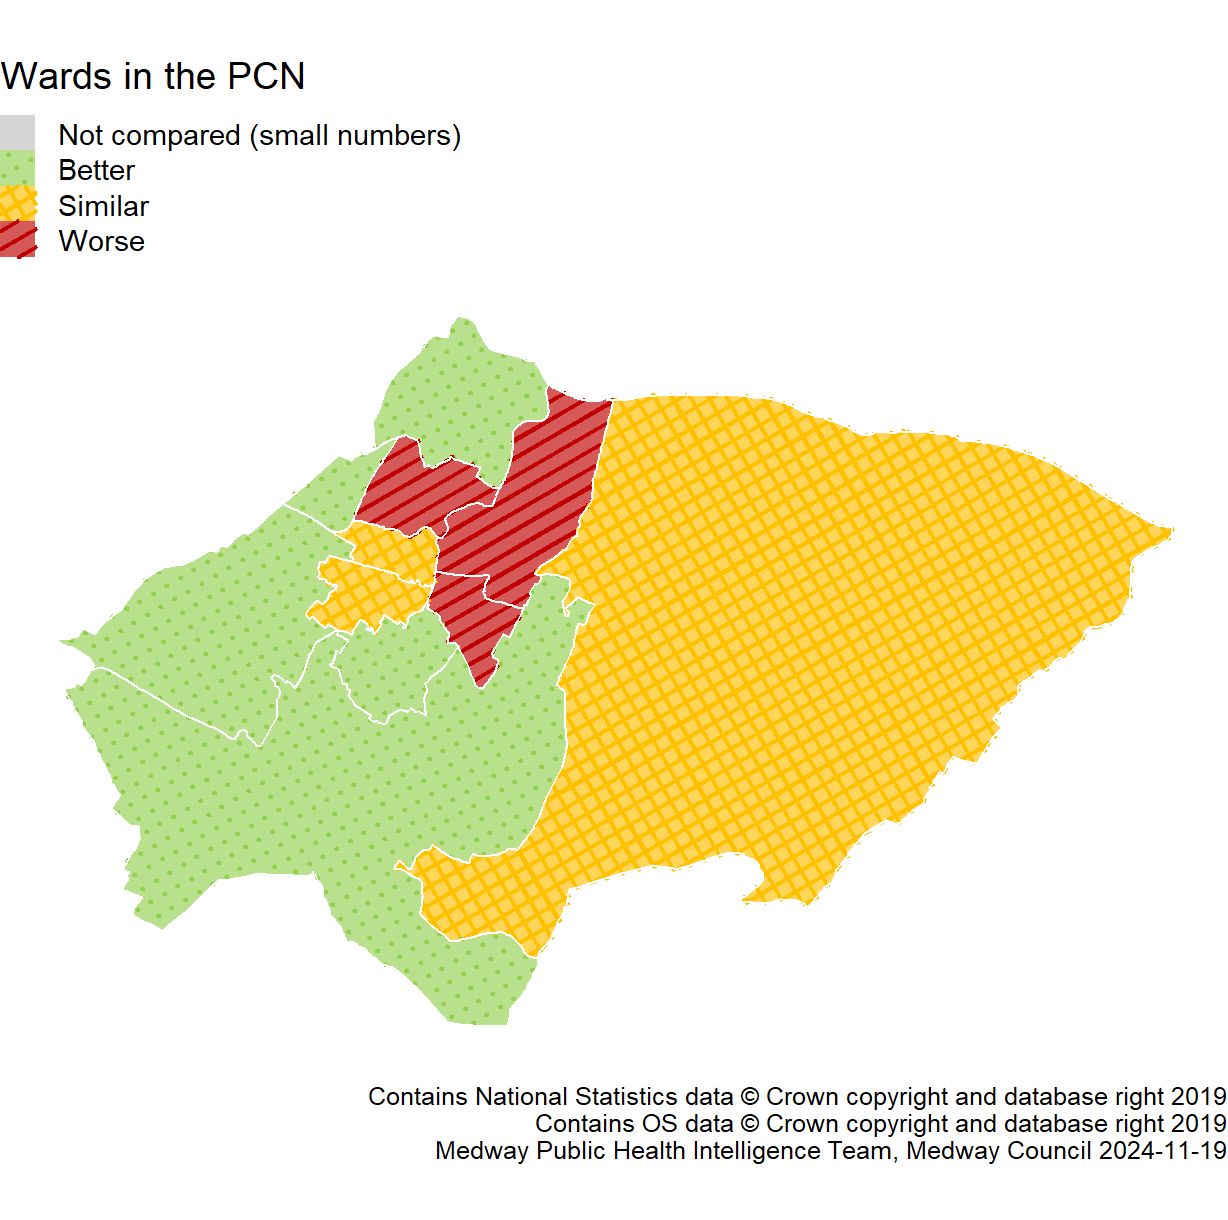 Wards in the PCN
Not compared (small numbers)
Better
Similar
Worse
Contains National Statistics data © Crown copyright and database right 2019
Contains OS data © Crown copyright and database right 2019
Medway Public Health Intelligence Team, Medway Council 2024-11-19